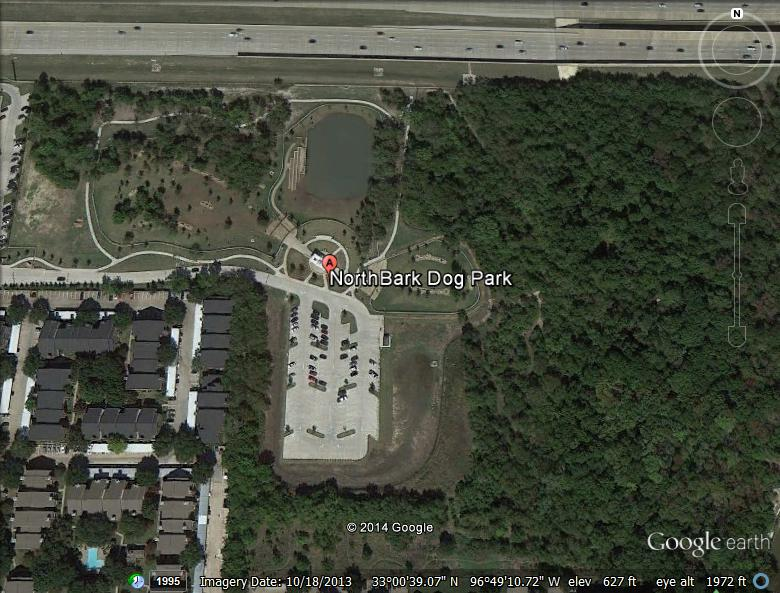 N
A
NorthBark Dog Park
© 2014 Google
Google earth
1995 Imagery Date: 10/18/2013 33°00'39.07" N 96°49'10.72" W elev 627 ft eye alt 1972 ft